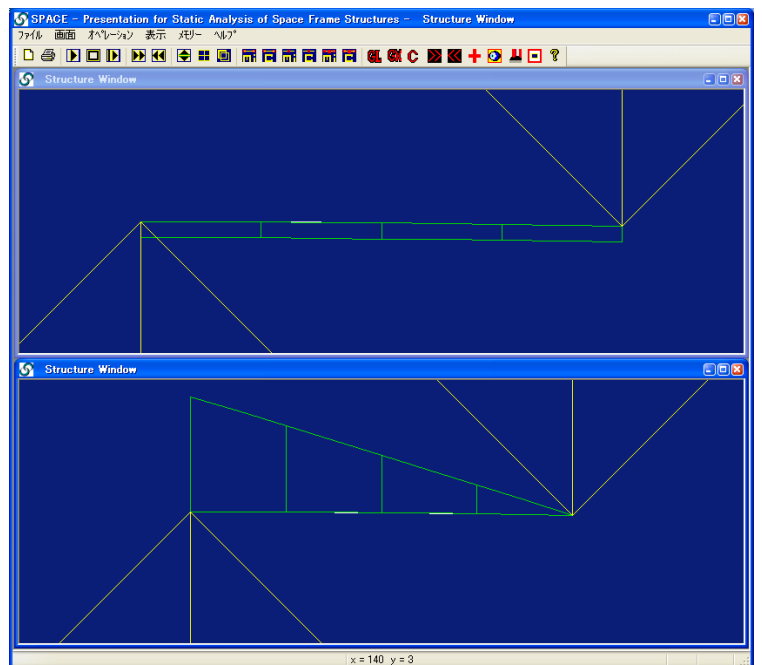 SPACE - Presentation for Static Analysis of Space Frame Structures - Structure Window
ファイル 画面 オペレーション 表示 メモリー ヘルプ
GL GX C ?
Structure Window
Structure Window
x = 140 y = 3